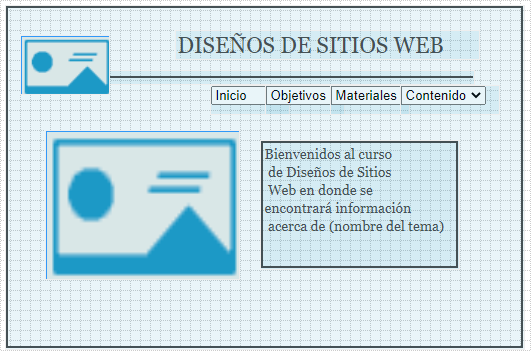 DISEÑOS DE SITIOS WEB
Inicio Objetivos Materiales Contenido
Bienvenidos al curso
de Diseños de Sitios
Web en donde se
encontrará información
acerca de (nombre del tema)